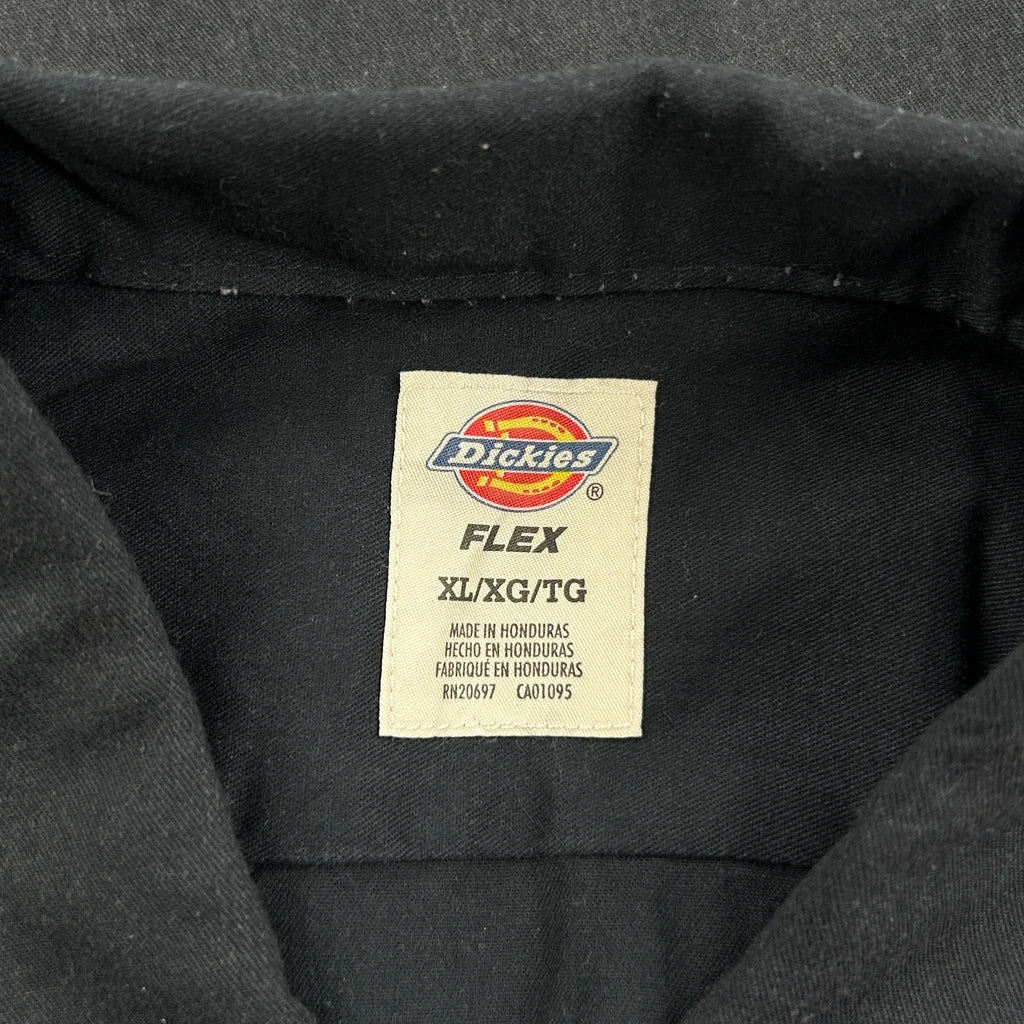 Dickies
®
FLEX
XL/XG/TG
MADE IN HONDURAS
HECHO EN HONDURAS
FABRIQUÉ EN HONDURAS
RN20697 CA01095